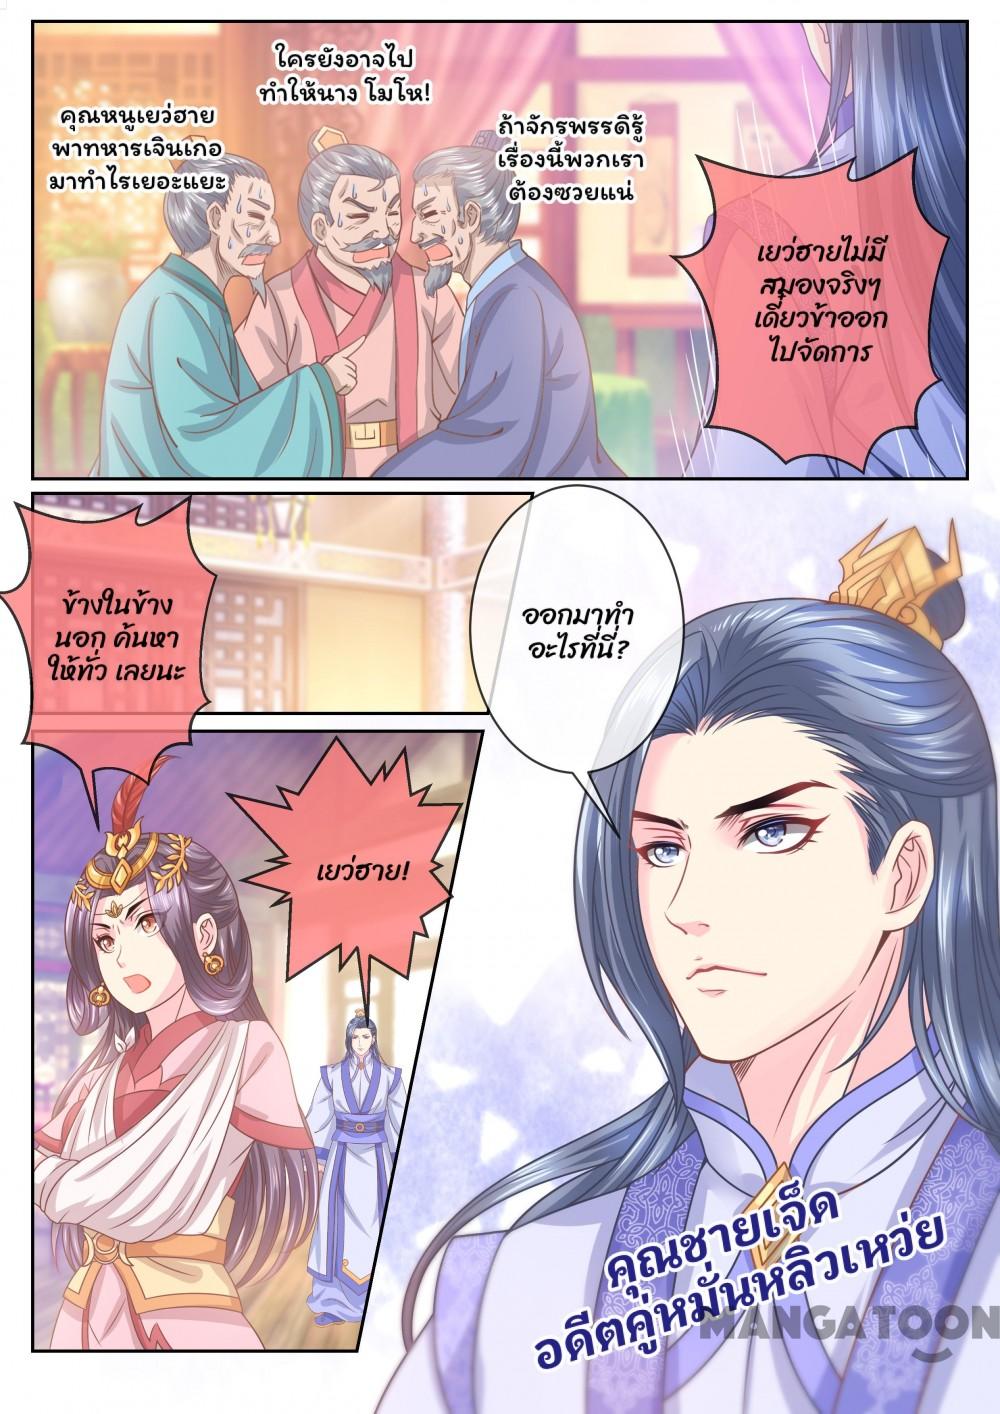 ใครยังอาจไป
ทำให้นาง โมโห!
คุณหนูเยว่ฮาย
พาทหารเจินเกอ
มาทำไรเยอะแยะ
ถ้าจักรพรรดิรู้
เรื่องนี้พวกเรา
ต้องซวยแน่
เยว่ฮายไม่มี
สมองจริงๆ
เดี๋ยวข้าออก
ไปจัดการ
ข้างในข้าง
นอก ค้นหา
ให้ทั่ว เลยนะ
ออกมาทำ
อะไรที่นี่?
เยว่ฮาย!
คุณชายเจ็ด
อดีตคู่หมั่นหลิวเหว่ย
MANGATOON